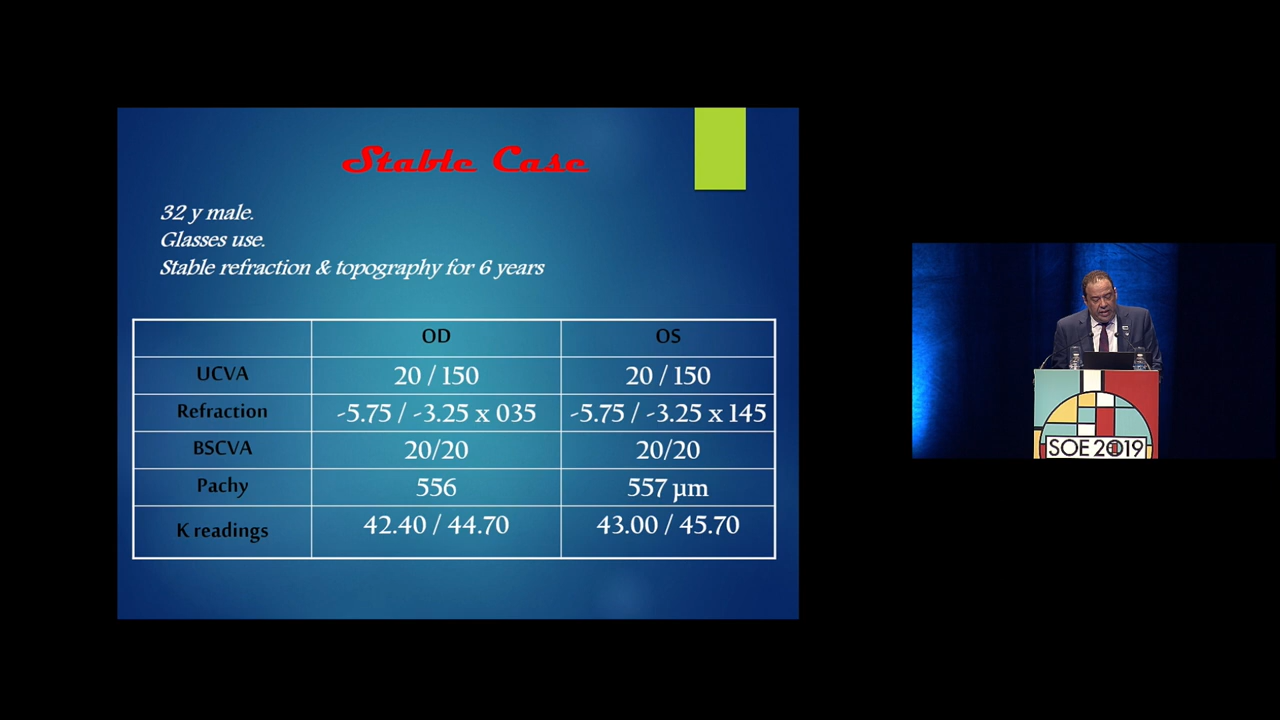 Stable Case
32 y male.
Glasses use.
Stable refraction & topography for 6 years
OD OS
UCVA 20 / 150 20 / 150
Refraction -5.75 / -3.25 x 035 -5.75 / -3.25 x 145
BSCVA 20/20 20/20
Pachy 556 557 µm
K readings 42.40 / 44.70 43.00 / 45.70
SOE 2019